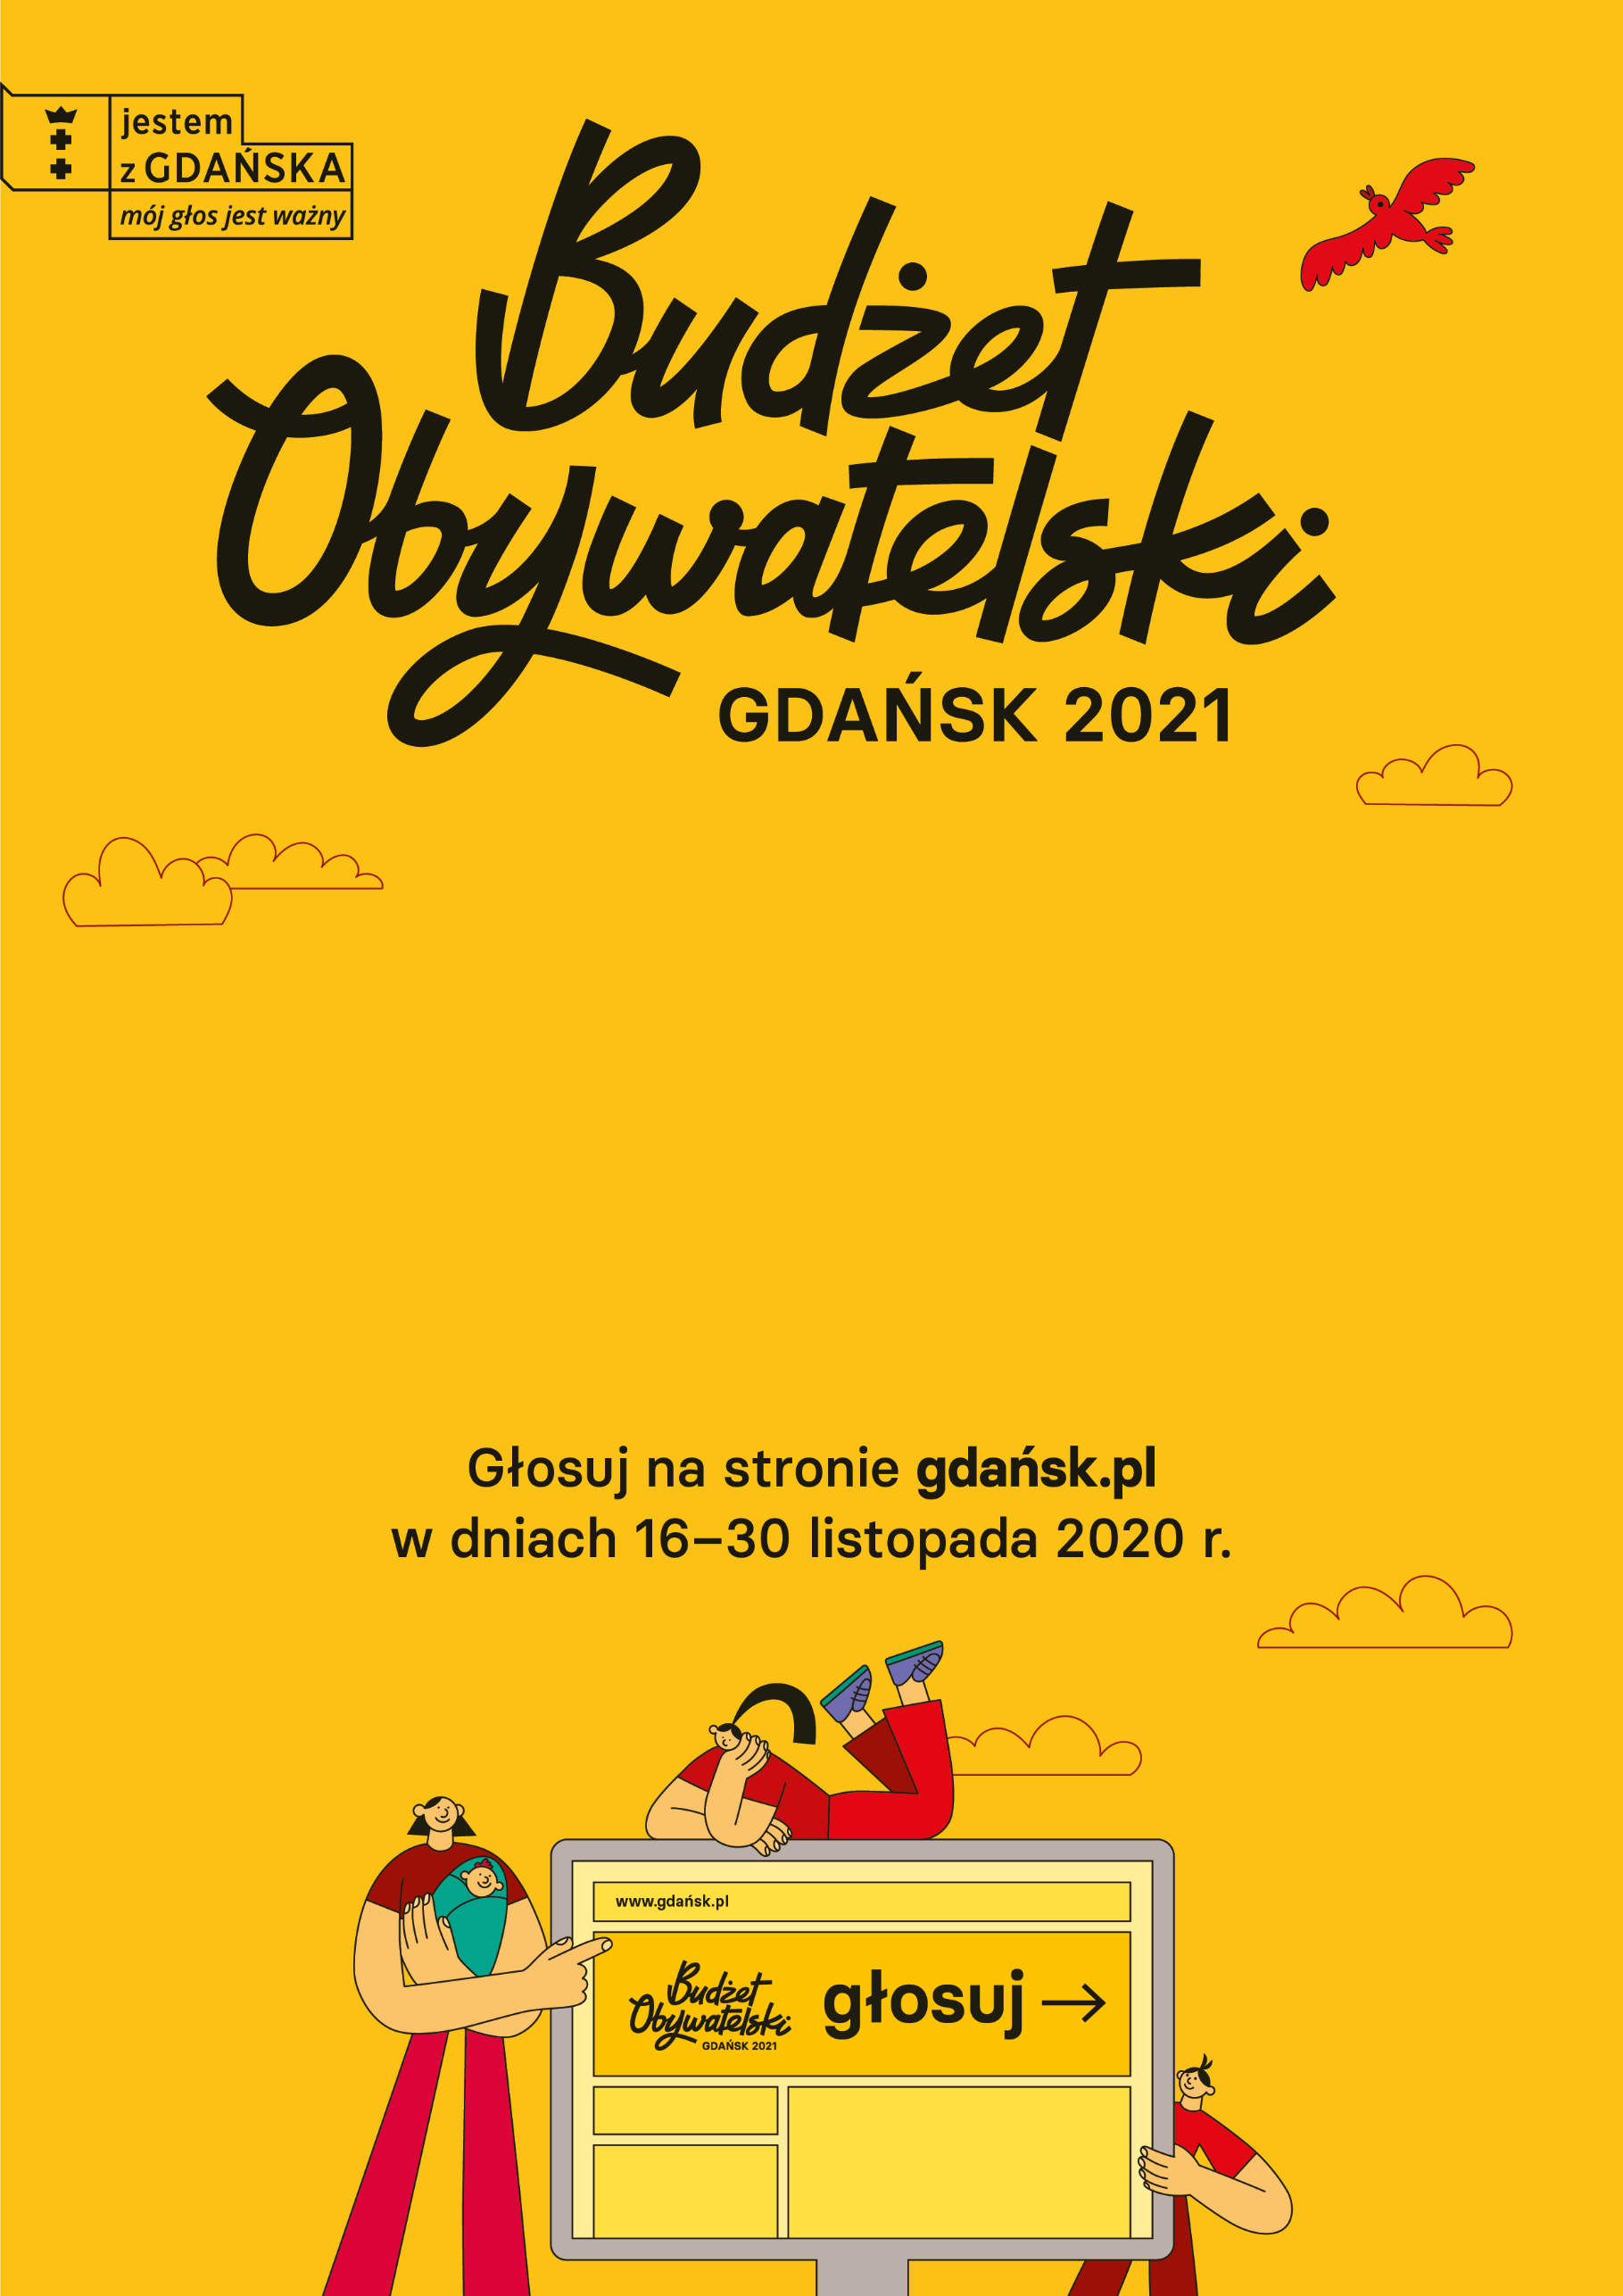 jestem
z GDAŃSKA
mój głos jest ważny
Budżet
Obywatelski
GDAŃSK 2021
Głosuj na stronie gdańsk.pl
w dniach 16–30 listopada 2020 r.
www.gdańsk.pl
Budżet
Obywatelski
GDAŃSK 2021
głosuj →